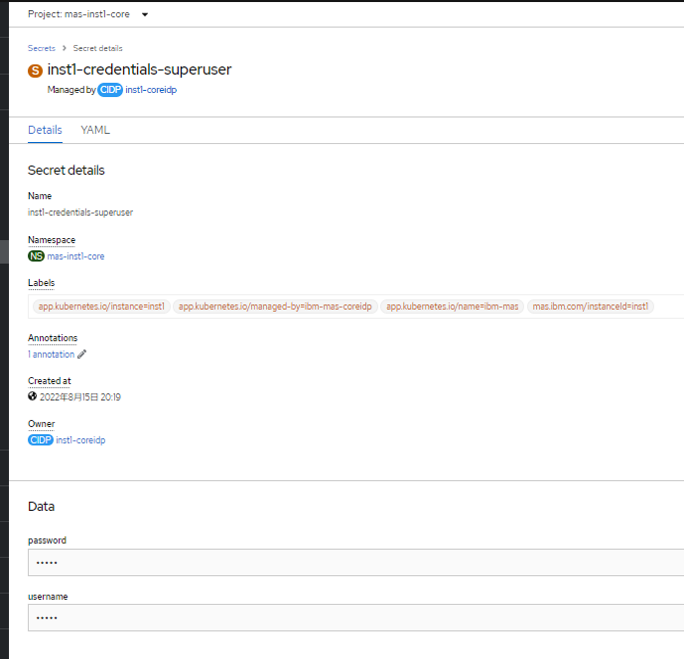 Project: mas-inst1-core
Secrets > Secret details
S inst1-credentials-superuser
Managed by CIDP inst1-coreidp
Details YAML
Secret details
Name
inst1-credentials-superuser
Namespace
NS mas-inst1-core
Labels
app.kubernetes.io/instance=inst1 app.kubernetes.io/managed-by=ibm-mas-coreidp app.kubernetes.io/name=ibm-mas mas.ibm.com/instanceId=inst1
Annotations
1 annotation
Created at
2022年8月15日 20:19
Owner
CIDP inst1-coreidp
Data
password
•••••
username
•••••